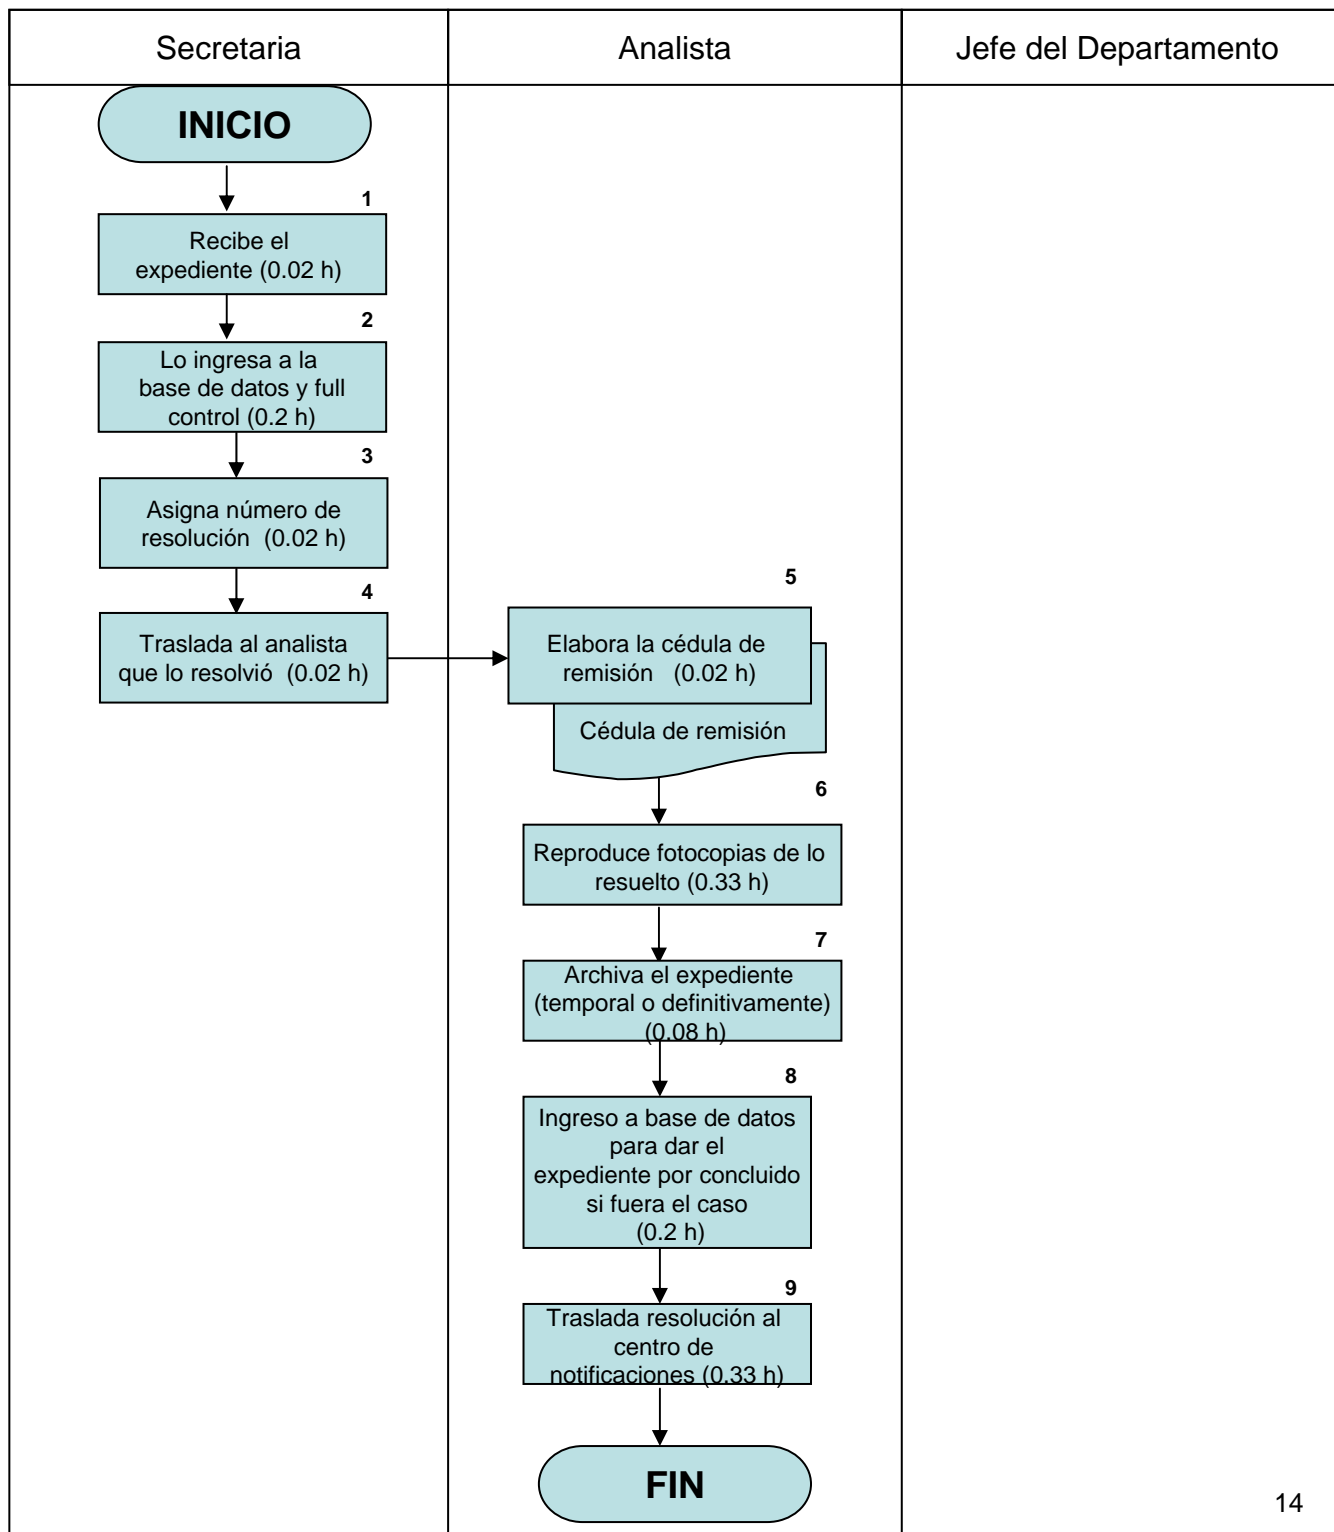 Secretaria
Analista
Jefe del Departamento
INICIO
1
Recibe el
expediente (0.02 h)
2
Lo ingresa a la
base de datos y full
control (0.2 h)
3
Asigna número de
resolución (0.02 h)
4
Traslada al analista
que lo resolvió (0.02 h)
5
Elabora la cédula de
remisión (0.02 h)
Cédula de remisión
6
Reproduce fotocopias de lo
resuelto (0.33 h)
7
Archiva el expediente
(temporal o definitivamente)
(0.08 h)
8
Ingreso a base de datos
para dar el
expediente por concluido
si fuera el caso
(0.2 h)
9
Traslada resolución al
centro de
notificaciones (0.33 h)
FIN
14